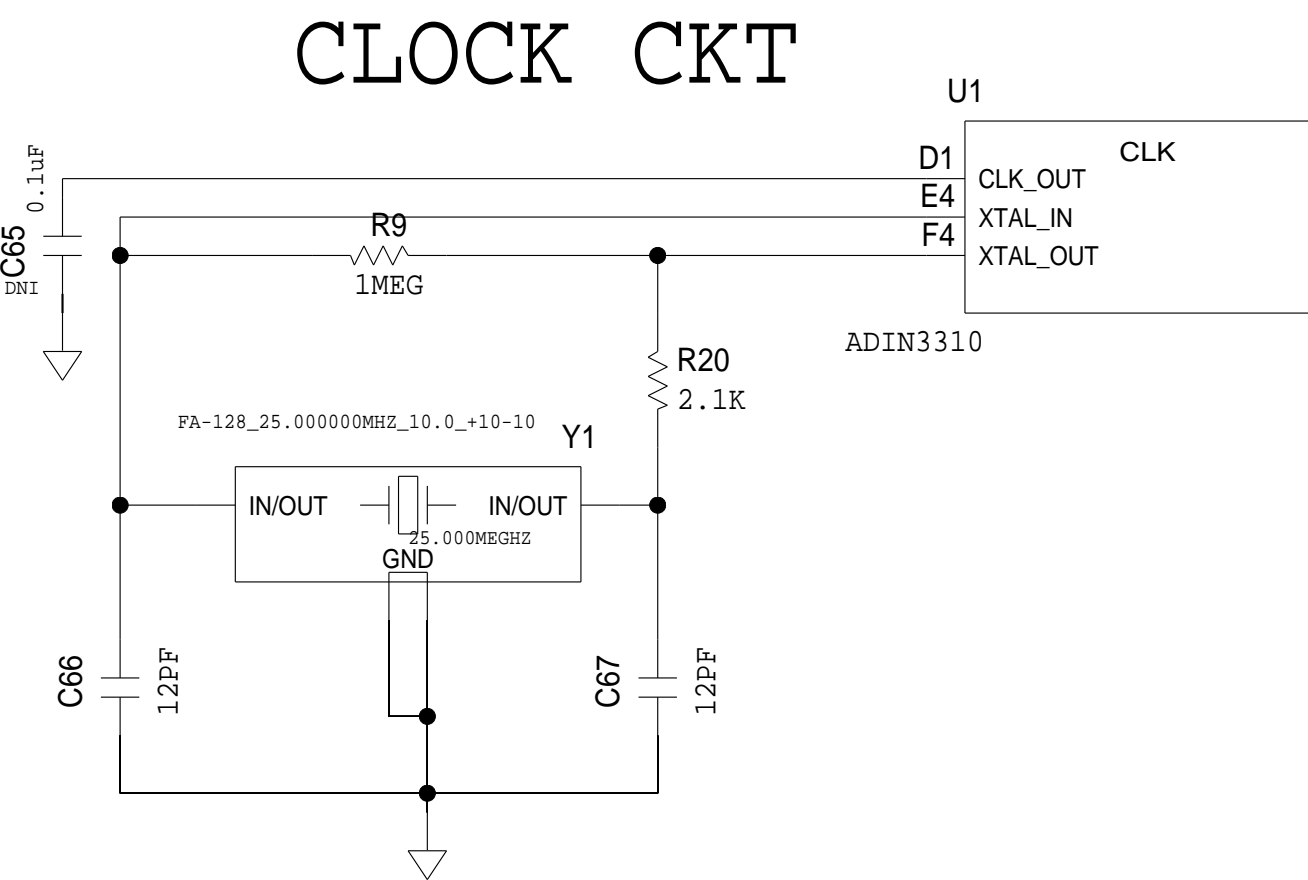 CLOCK CKT
U1
CLK
D1
CLK_OUT
E4
XTAL_IN
F4
XTAL_OUT
ADIN3310
0.1uF
C65
DNI
R9
1MEG
R20
2.1K
FA-128_25.000000MHZ_10.0_+10-10
Y1
IN/OUT
IN/OUT
25.000MEGHZ
GND
C66
12PF
C67
12PF